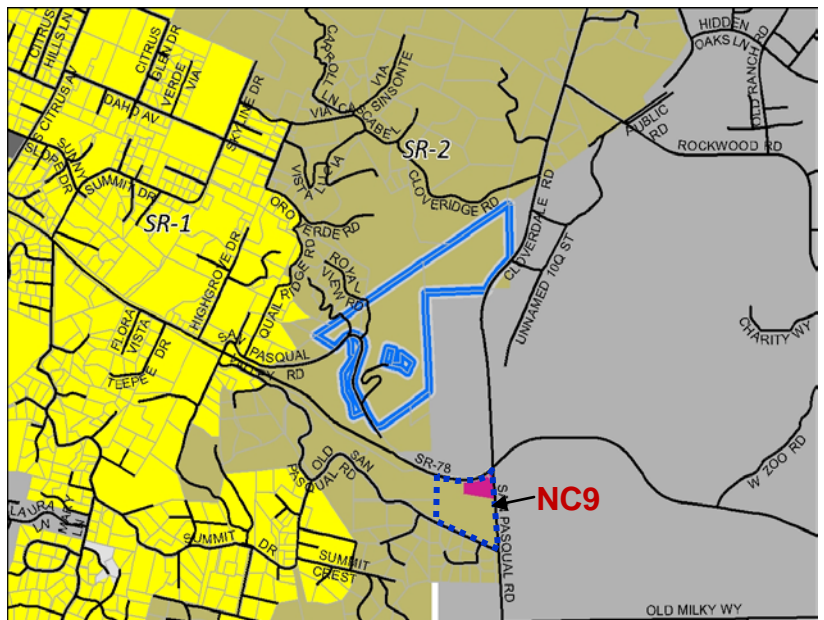 S CITRUS AV
CITRUS
HILLS LN
CITRUS
GLEN DR
VERDE
VIA
DAHO AV
SKYLINE DR
CARROLL
LN
VIA
SINSONTE
VIA CASCABEL
HIDDEN
OAKS LN
OLD RANCH RD
PUBLIC
RD
ROCKWOOD RD
SR-2
SUNNY
SLOPE DR
SUMMIT DR
VISTA
LUCIA
CLOVERIDGE RD
SR-1
ORO
VERDE RD
CLOVERDALE RD
UNNAMED 10Q ST
HIGHGROVE DR
QUAIL RIDGE RD
ROYAL
VIEW RD
FLORA
VISTA
TEEPEE DR
SAN PASQUAL
VALLEY RD
CHARITY WY
SR-78
OLD SAN
PASQUAL RD
W ZOO RD
NC9
SAN PASQUAL RD
LAURA
LN
MARY
LN
SUMMIT DR
SUMMIT
CREST
OLD MILKY WY